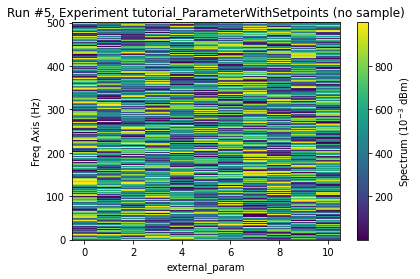 Run #5, Experiment tutorial_ParameterWithSetpoints (no sample)
500
400
300
200
100
0
Freq Axis (Hz)
0 2 4 6 8 10
external_param
800
600
400
200
Spectrum (10⁻³ dBm)